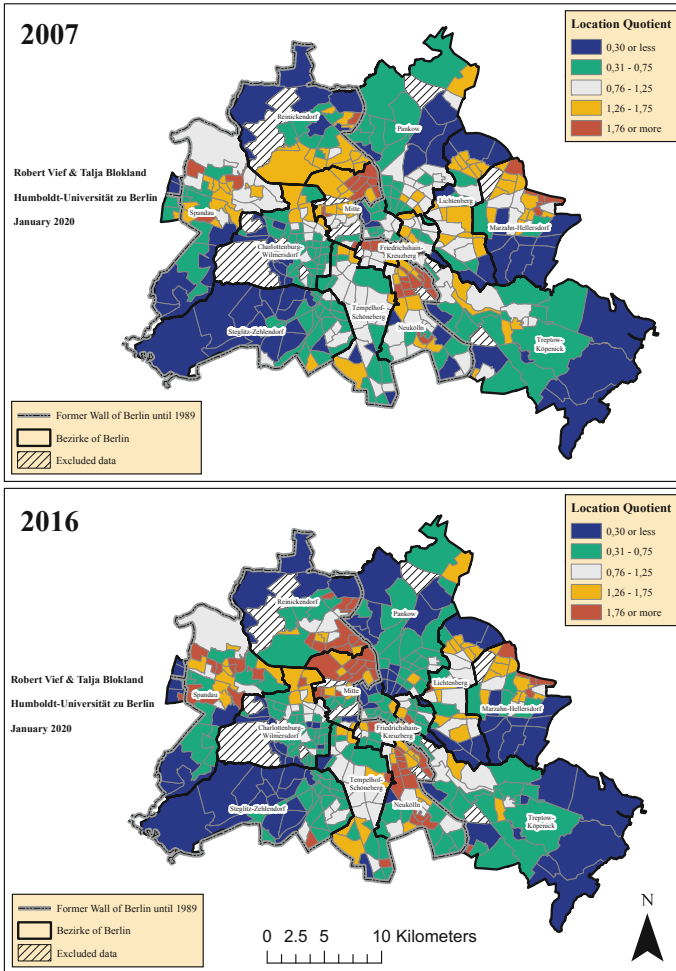 2007
Location Quotient
0,30 or less
0,31 - 0,75
0,76 - 1,25
1,26 - 1,75
1,76 or more
Reinickendorf
Pankow
Robert Vief & Talja Blokland
Humboldt-Universität zu Berlin
January 2020
Spandau
Mitte
Lichtenberg
Marzahn-Hellersdorf
Charlottenburg-
Wilmersdorf
Friedrichshain-
Kreuzberg
Tempelhof-
Schöneberg
Neukölln
Steglitz-Zehlendorf
Treptow-
Köpenick
Former Wall of Berlin until 1989
Bezirke of Berlin
Excluded data
2016
Location Quotient
0,30 or less
0,31 - 0,75
0,76 - 1,25
1,26 - 1,75
1,76 or more
Reinickendorf
Pankow
Robert Vief & Talja Blokland
Humboldt-Universität zu Berlin
January 2020
Spandau
Mitte
Lichtenberg
Marzahn-Hellersdorf
Charlottenburg-
Wilmersdorf
Friedrichshain-
Kreuzberg
Tempelhof-
Schöneberg
Neukölln
Steglitz-Zehlendorf
Treptow-
Köpenick
Former Wall of Berlin until 1989
Bezirke of Berlin
Excluded data
0 2.5 5 10 Kilometers
N